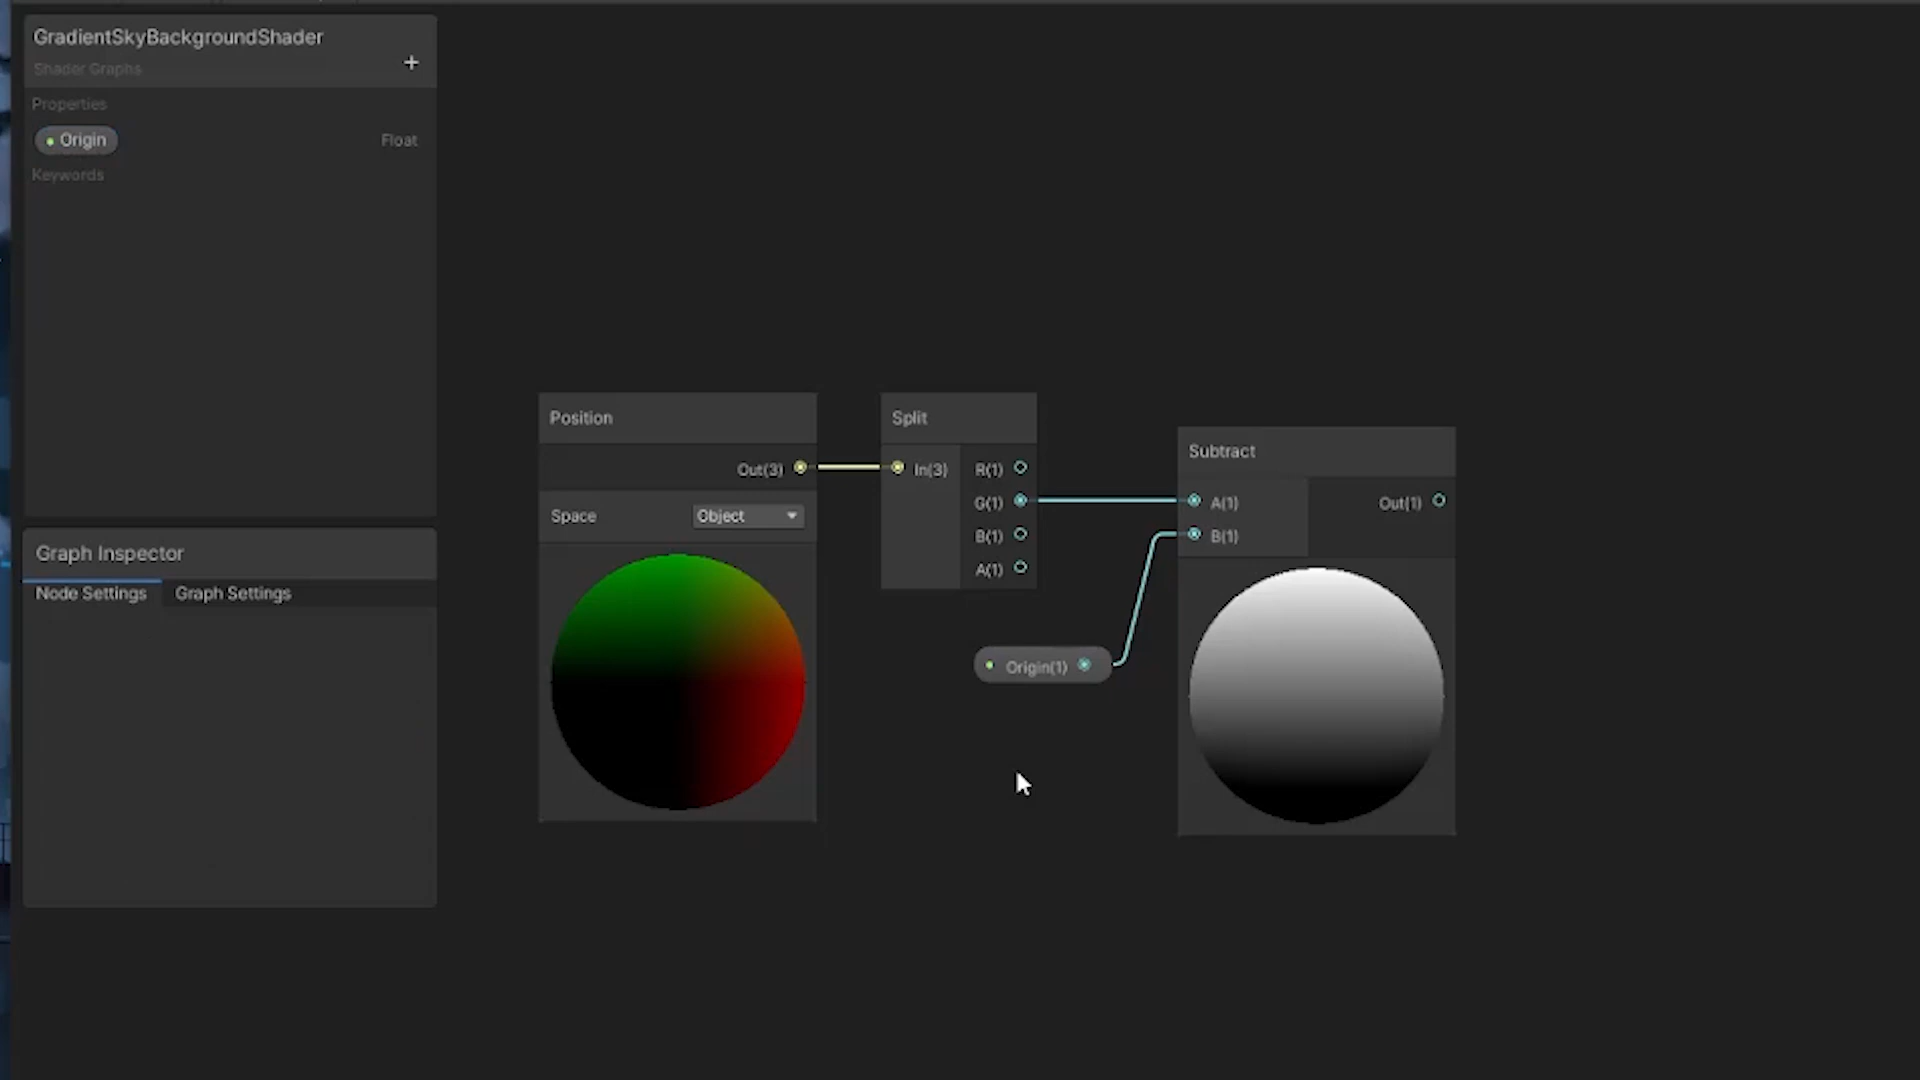 GradientSkyBackgroundShader
Shader Graphs
+
Properties
Origin
Float
Keywords
Graph Inspector
Node Settings
Graph Settings
Position
Out(3)
Space
Object
Split
In(3)
R(1)
G(1)
B(1)
A(1)
Origin(1)
Subtract
A(1)
Out(1)
B(1)